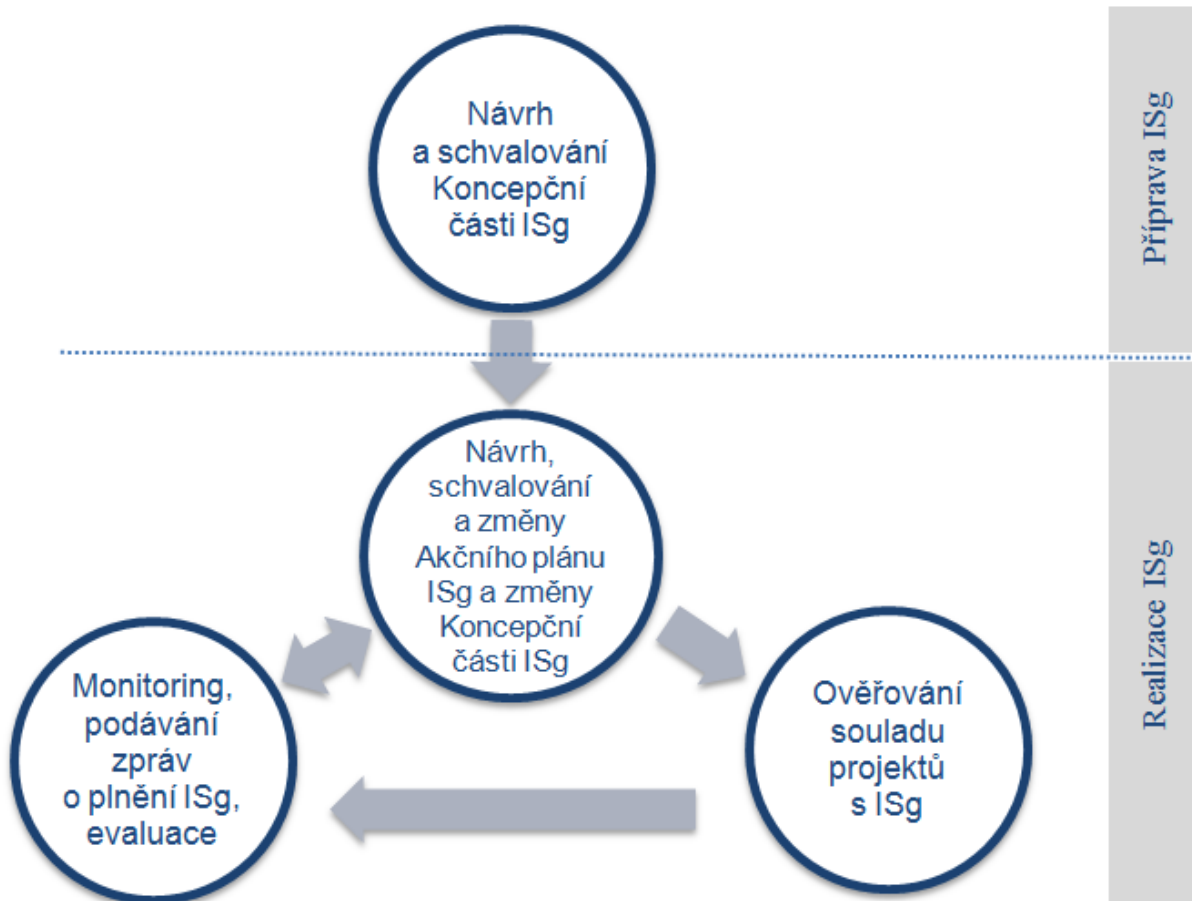 Návrh
a schvalování
Koncepční
části ISg
Příprava ISg
Návrh,
schvalování
a změny
Akčního plánu
ISg a změny
Koncepční
části ISg
Monitoring,
podávání
zpráv
o plnění ISg,
evaluace
Ověřování
souladu
projektů
s ISg
Realizace ISg